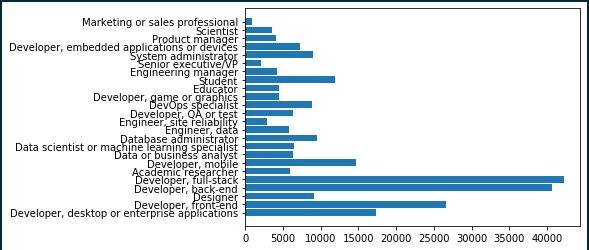 Marketing or sales professional
Scientist
Product manager
Developer, embedded applications or devices
System administrator
Senior executive/VP
Engineering manager
Student
Educator
Developer, game or graphics
DevOps specialist
Developer, QA or test
Engineer, site reliability
Engineer, data
Database administrator
Data scientist or machine learning specialist
Data or business analyst
Developer, mobile
Academic researcher
Developer, full-stack
Developer, back-end
Designer
Developer, front-end
Developer, desktop or enterprise applications
0 5000 10000 15000 20000 25000 30000 35000 40000